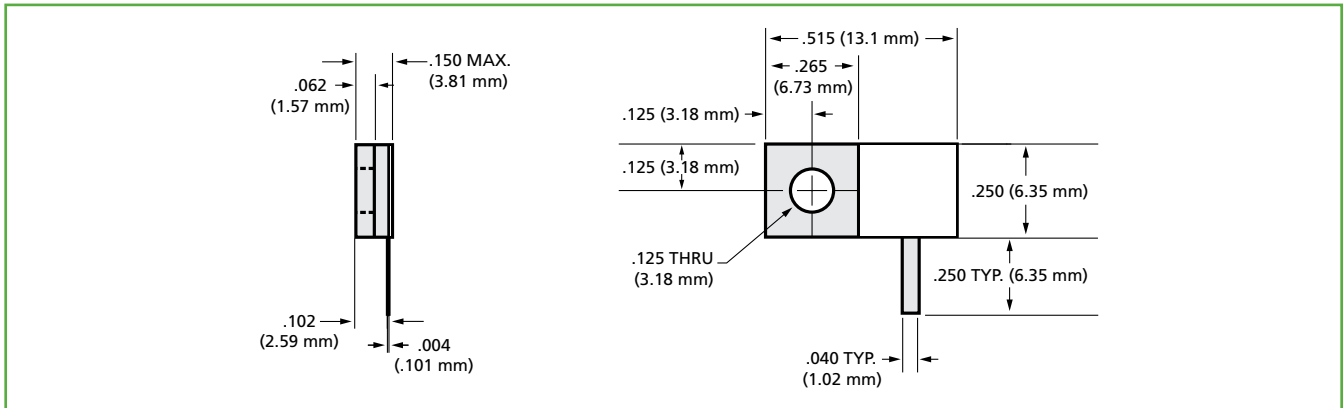 .150 MAX.
(3.81 mm)
.062
(1.57 mm)
.102
(2.59 mm)
.004
(.101 mm)
.515 (13.1 mm)
.265
(6.73 mm)
.125 (3.18 mm)
.125 (3.18 mm)
.125 THRU
(3.18 mm)
.250 (6.35 mm)
.250 TYP. (6.35 mm)
.040 TYP.
(1.02 mm)